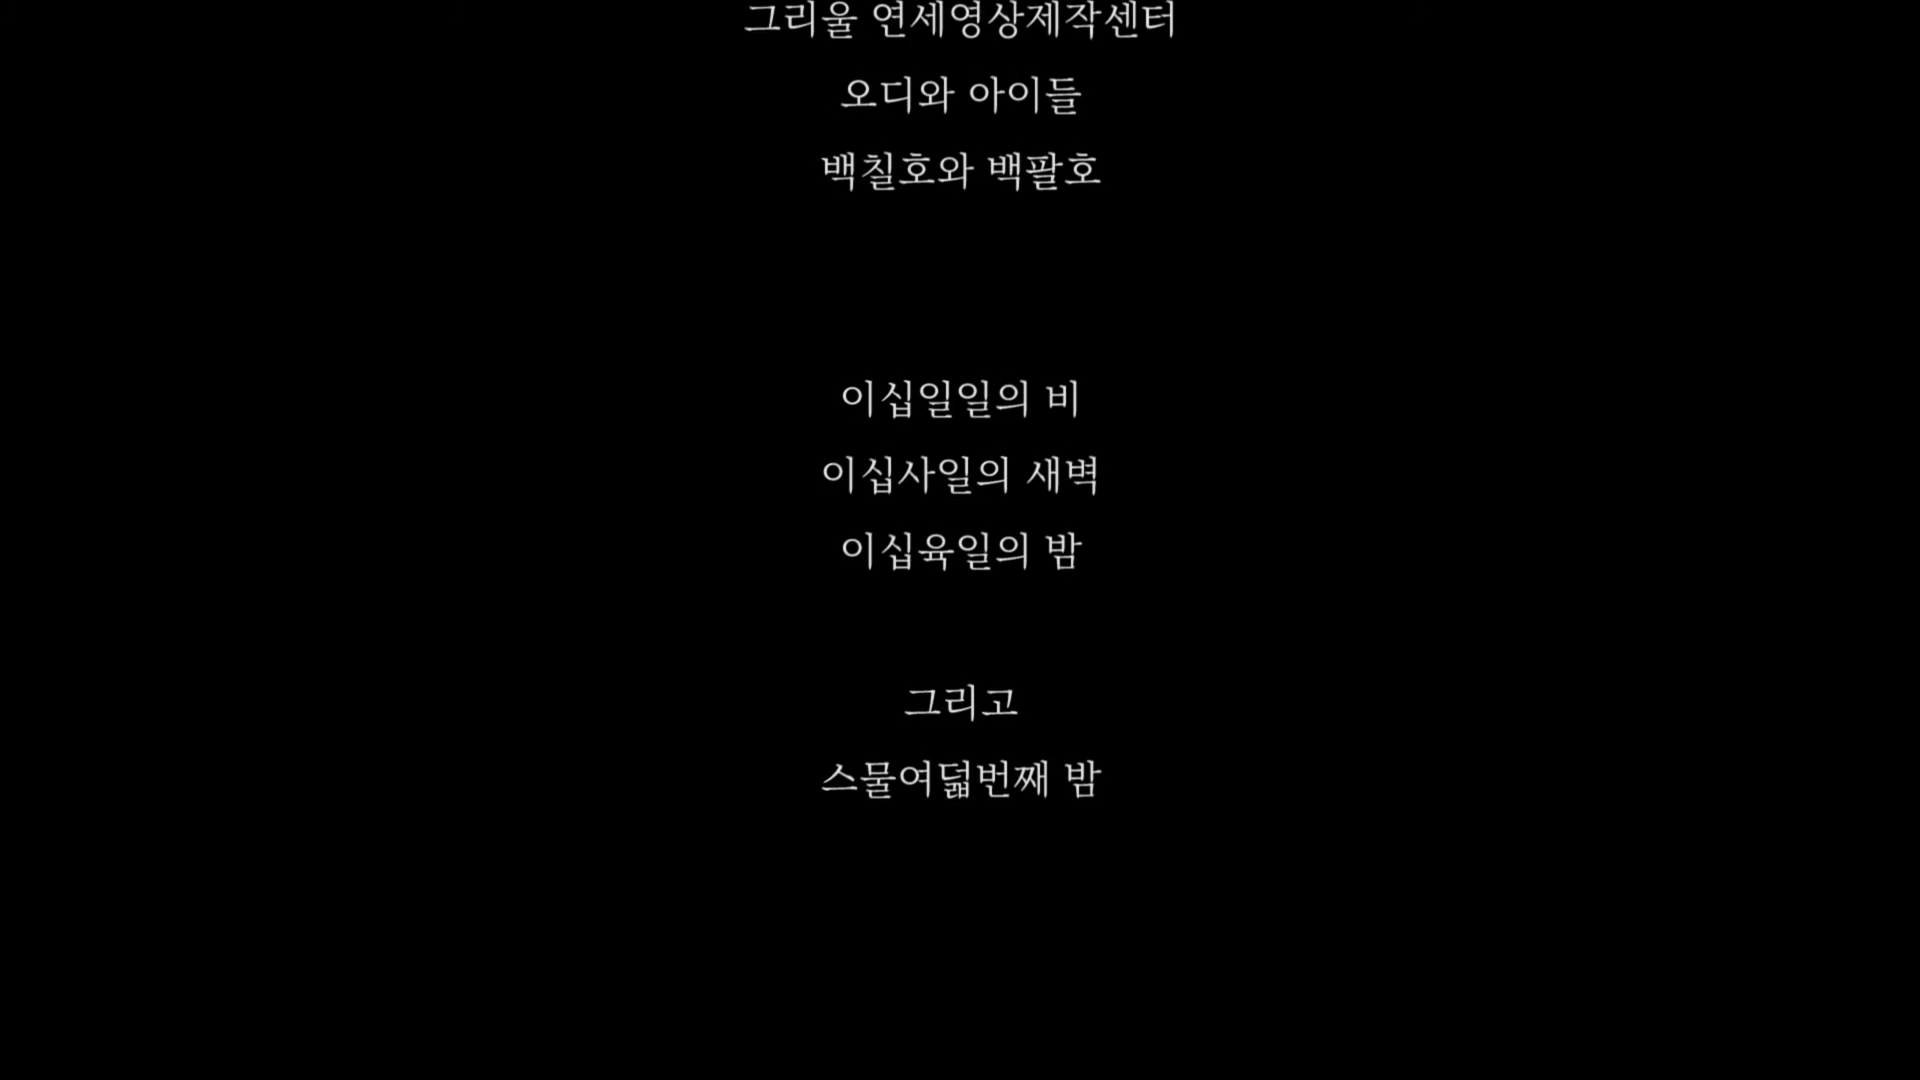 그리울 연세영상제작센터
오디와 아이들
백칠호와 백팔호
이십일일의 비
이십사일의 새벽
이십육일의 밤
그리고
스물여덟번째 밤